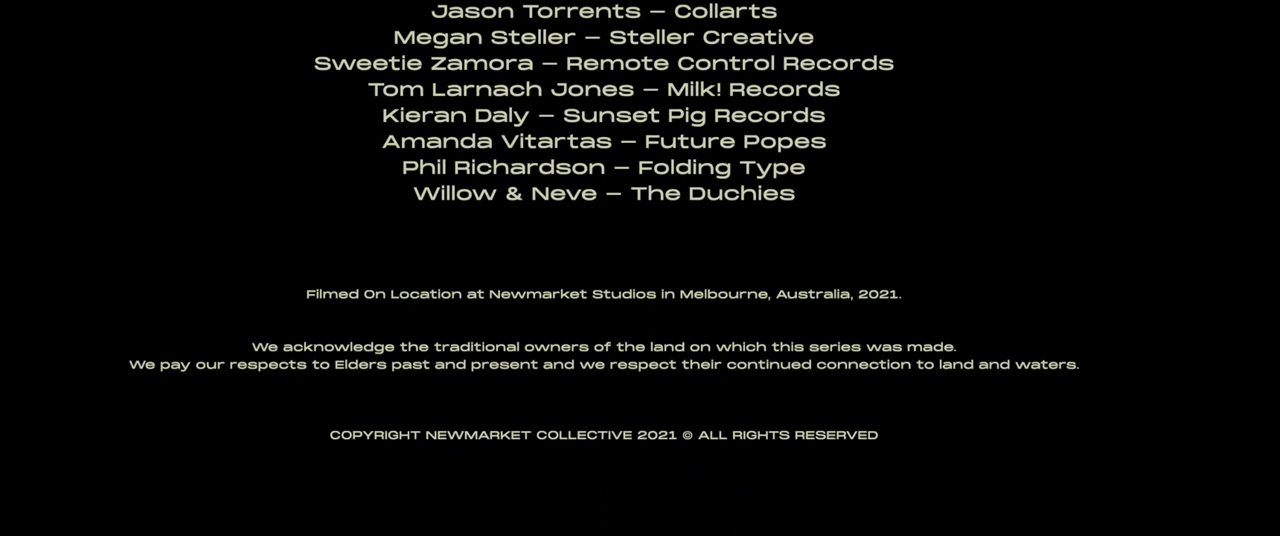 Jason Torrents – Collarts
Megan Steller – Steller Creative
Sweetie Zamora – Remote Control Records
Tom Larnach Jones – Milk! Records
Kieran Daly – Sunset Pig Records
Amanda Vitartas – Future Popes
Phil Richardson – Folding Type
Willow & Neve – The Duchies
Filmed On Location at Newmarket Studios in Melbourne, Australia, 2021.
We acknowledge the traditional owners of the land on which this series was made.
We pay our respects to Elders past and present and we respect their continued connection to land and waters.
COPYRIGHT NEWMARKET COLLECTIVE 2021 © ALL RIGHTS RESERVED